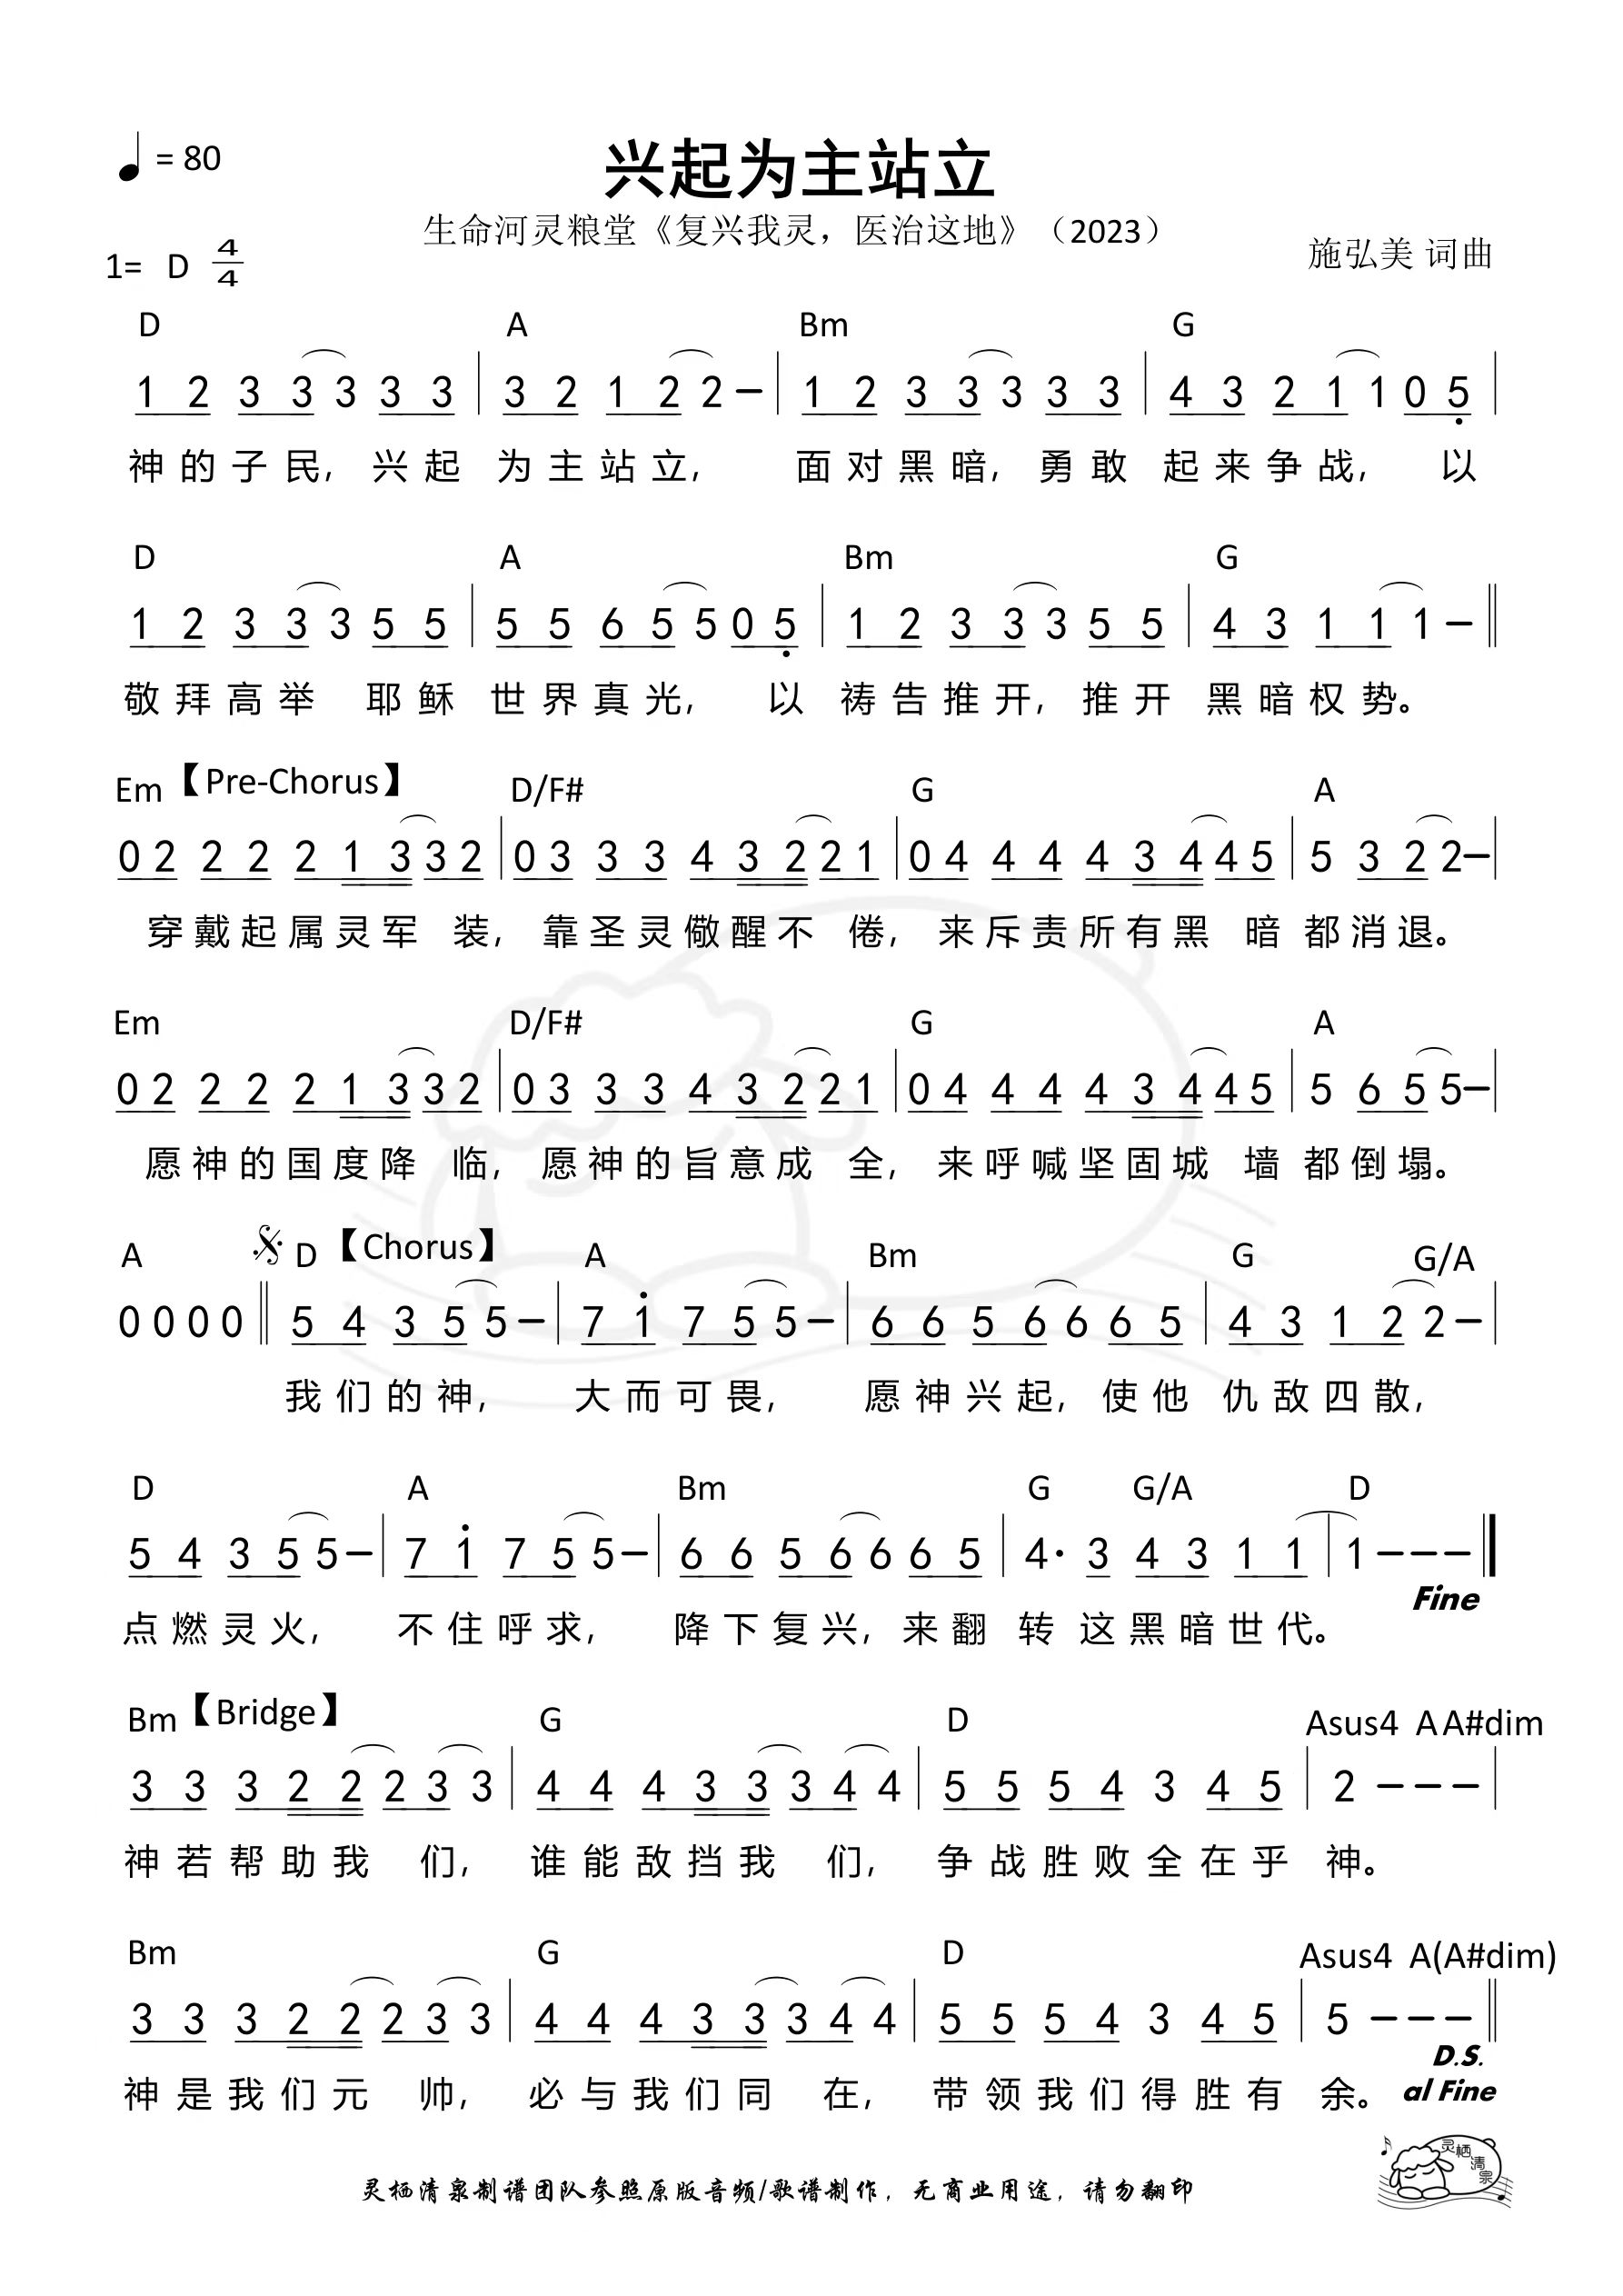 ♩= 80
兴起为主站立
生命河灵粮堂《复兴我灵，医治这地》（2023）
1= D 4/4
施弘美 词曲
D A Bm G
1 2 3 3 3 3 3 | 3 2 1 2 2 – | 1 2 3 3 3 3 3 | 4 3 2 1 1 0 5 |
神的子民，兴起 为主站立， 面对黑暗，勇敢 起来争战， 以
D A Bm G
1 2 3 3 3 5 5 | 5 5 6 5 5 0 5 | 1 2 3 3 3 5 5 | 4 3 1 1 1 – ||
敬拜高举 耶稣 世界真光， 以 祷告推开，推开 黑暗权势。
Em【Pre-Chorus】 D/F# G A
0 2 2 2 2 1 3 3 2 | 0 3 3 3 4 3 2 2 1 | 0 4 4 4 4 3 4 4 5 | 5 3 2 2 – |
穿戴起属灵军 装，靠圣灵儆醒不 倦，来斥责所有黑 暗都消退。
Em D/F# G A
0 2 2 2 2 1 3 3 2 | 0 3 3 3 4 3 2 2 1 | 0 4 4 4 4 3 4 4 5 | 5 6 5 5 – |
愿神的国度降 临，愿神的旨意成 全，来呼喊坚固城 墙都倒塌。
A D【Chorus】 A Bm G G/A
0 0 0 0 || 5 4 3 5 5 – | 7 1̇ 7 5 5 – | 6 6 5 6 6 6 5 | 4 3 1 2 2 – |
我们的神， 大而可畏， 愿神兴起，使他 仇敌四散，
D A Bm G G/A D
5 4 3 5 5 – | 7 1̇ 7 5 5 – | 6 6 5 6 6 6 5 | 4· 3 4 3 1 1 | 1 – – – ||
Fine
点燃灵火， 不住呼求， 降下复兴，来翻 转 这黑暗世代。
Bm【Bridge】 G D Asus4 A A#dim
3 3 3 2 2 2 3 3 | 4 4 4 3 3 3 4 4 | 5 5 5 4 3 4 5 | 2 – – – |
神若帮助我 们， 谁能敌挡我 们， 争战胜败全在乎 神。
Bm G D Asus4 A(A#dim)
3 3 3 2 2 2 3 3 | 4 4 4 3 3 3 4 4 | 5 5 5 4 3 4 5 | 5 – – – ||
D.S.
神是我们元 帅， 必与我们同 在， 带领我们得胜有 余。 al Fine
灵栖清泉
灵栖清泉制谱团队参照原版音频/歌谱制作，无商业用途，请勿翻印